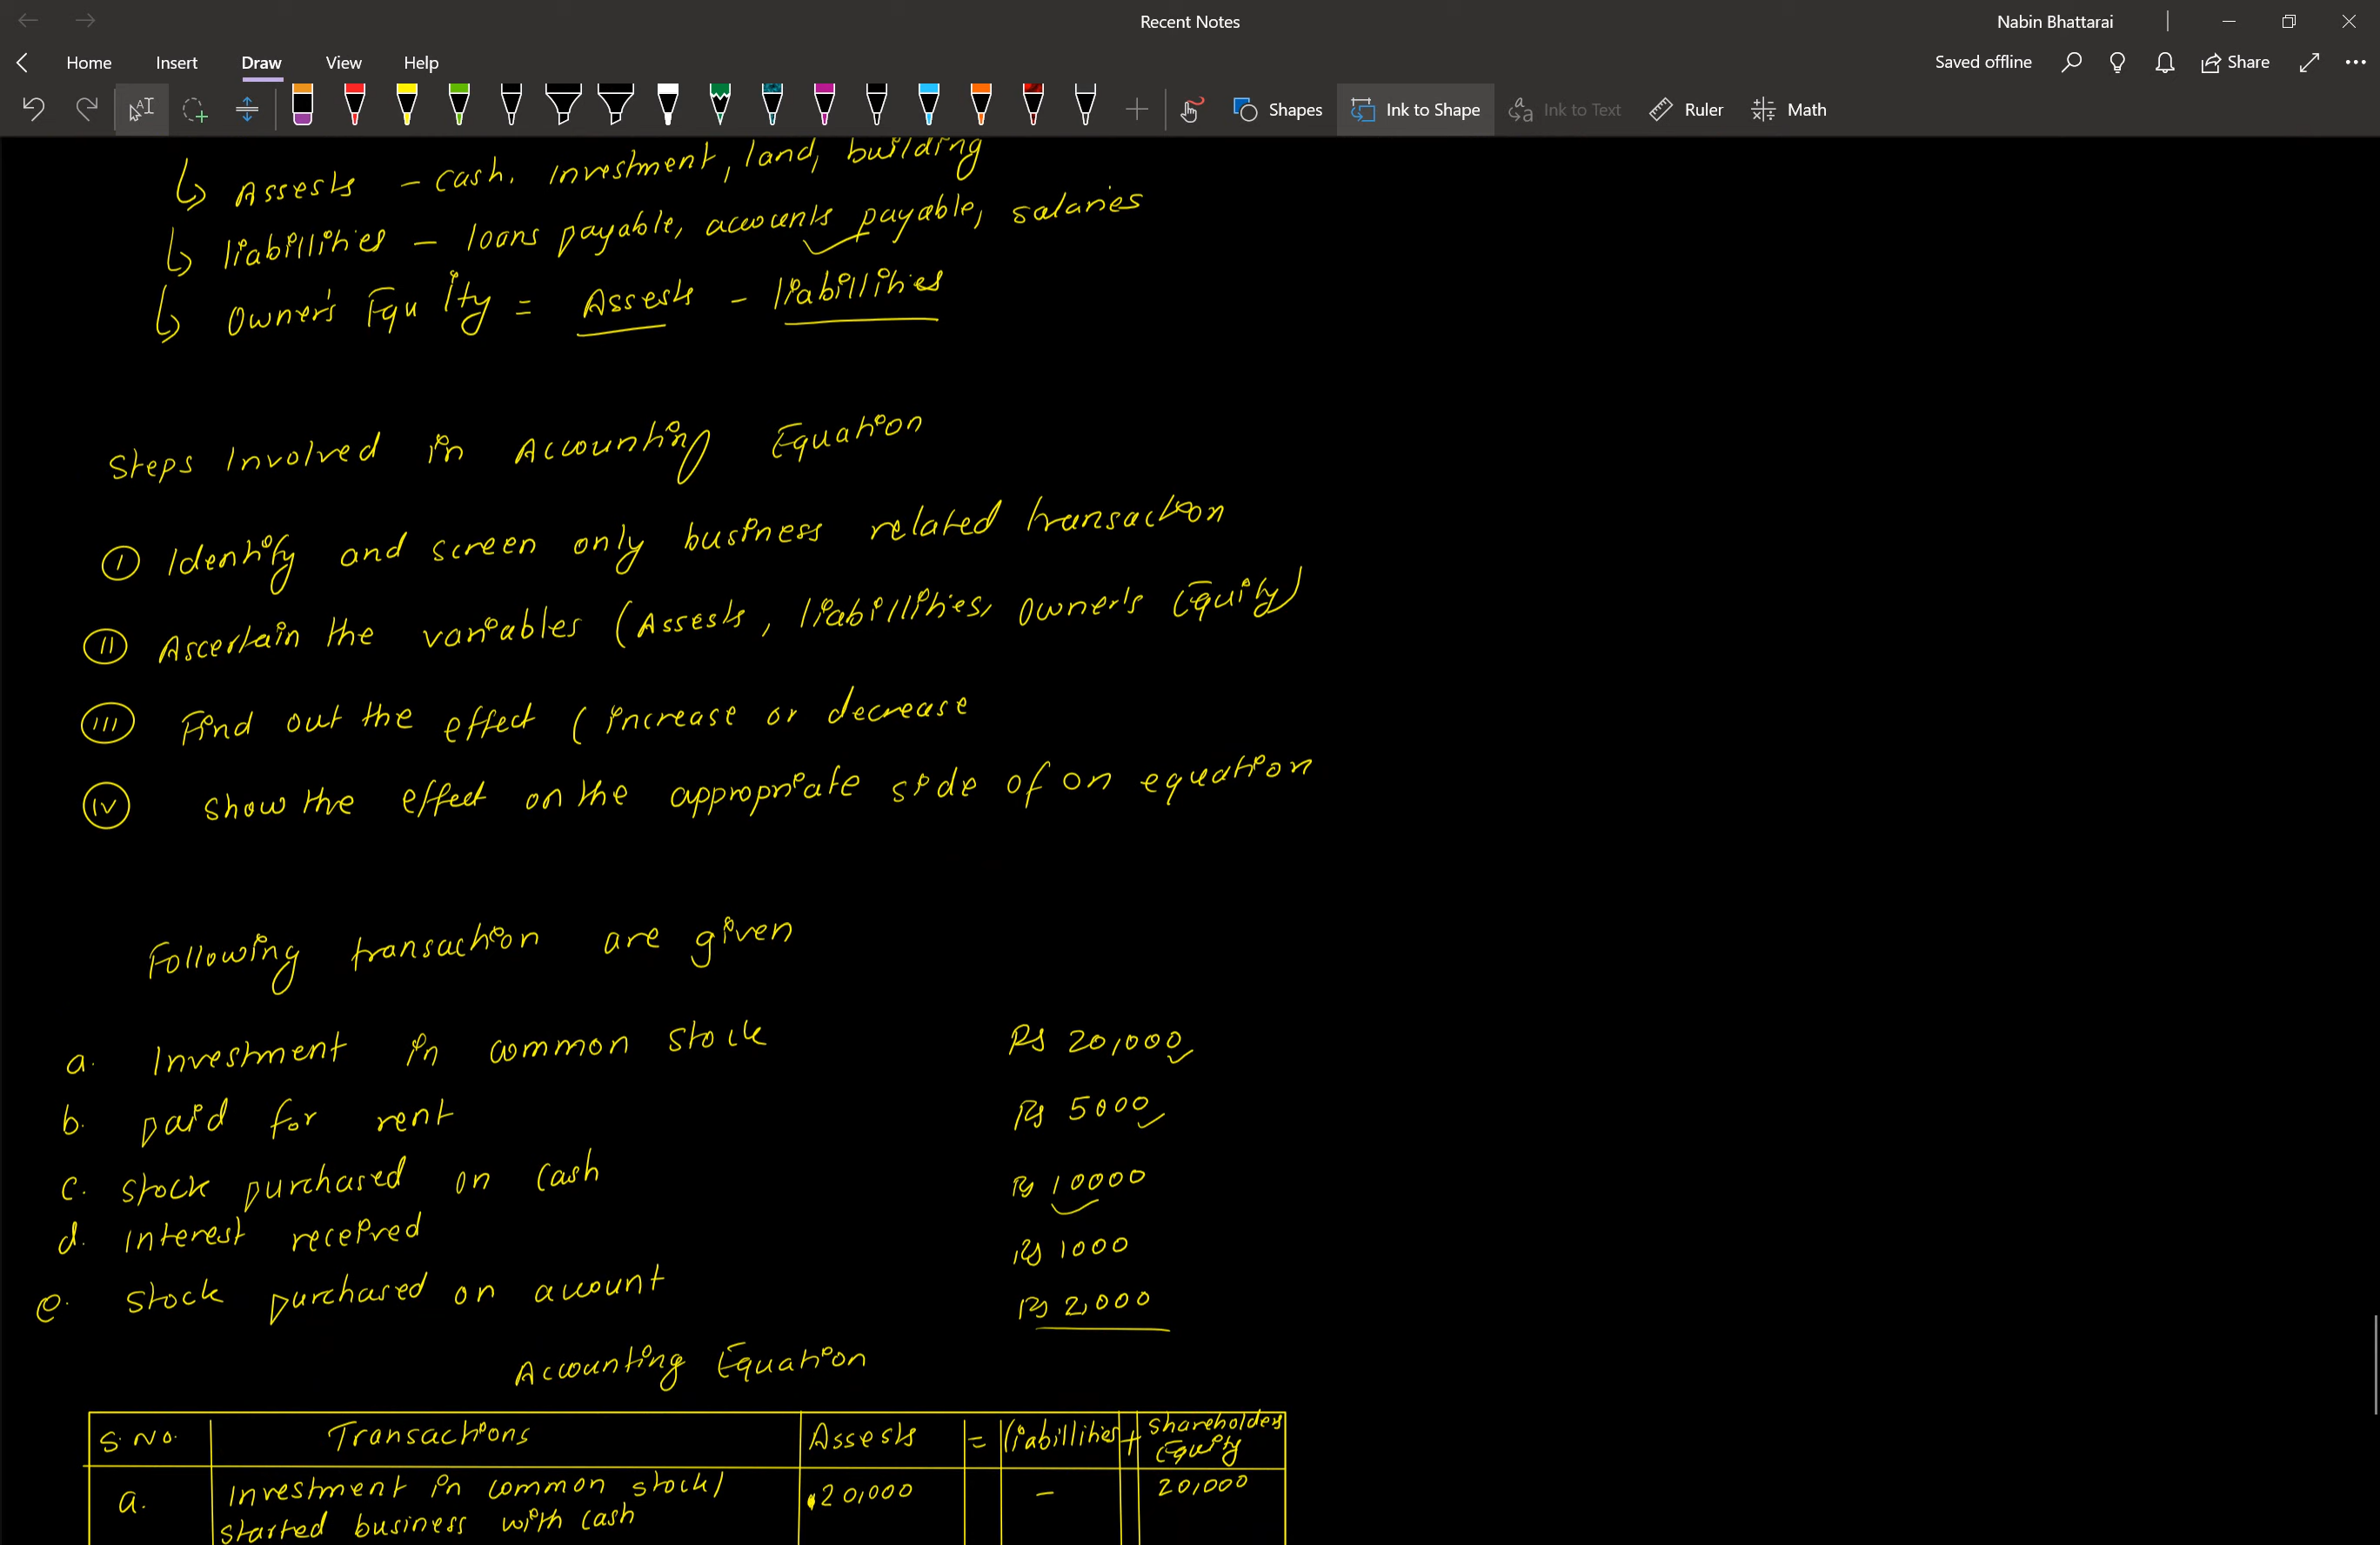 Recent Notes
Nabin Bhattarai
Home Insert Draw View Help
Saved offline Share
Shapes Ink to Shape Ink to Text Ruler Math
Assests - cash, investment, land, building
liabillities - loans payable, accounts payable, salaries
Owner's Equity = Assests - liabillities
Steps Involved in Accounting Equation
(I) Identify and screen only business related transaction
(II) Ascertain the variables (Assests, liabillities, Owner's Equity)
(III) Find out the effect (increase or decrease
(IV) show the effect on the appropriate side of on equation
Following transaction are given
a. Investment in common stock Rs 20,000
b. paid for rent Rs 5000
c. stock purchased on cash Rs 10000
d. interest received Rs 1000
e. stock purchased on account Rs 2,000
Accounting Equation
S.No. Transactions Assests = liabillities + shareholders Equity
a. Investment in common stock/ 20,000 - 20,000
started business with cash